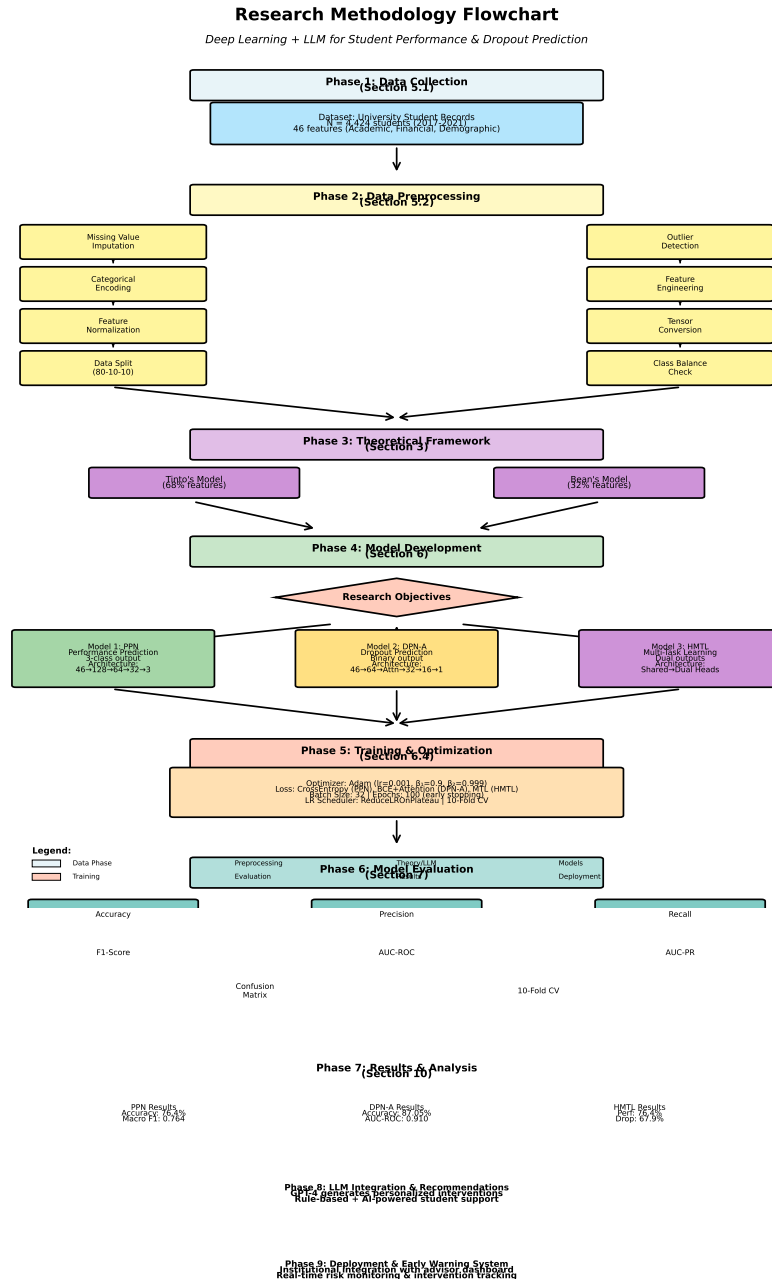 Research Methodology Flowchart
Deep Learning + LLM for Student Performance & Dropout Prediction
Phase 1: Data Collection
(Section 5.1)
Dataset: University Student Records
N = 4,424 students (2017-2021)
46 features (Academic, Financial, Demographic)
Phase 2: Data Preprocessing
(Section 5.2)
Missing Value
Imputation
Outlier
Detection
Categorical
Encoding
Feature
Engineering
Feature
Normalization
Tensor
Conversion
Data Split
(80-10-10)
Class Balance
Check
Phase 3: Theoretical Framework
(Section 3)
Tinto's Model
(68% features)
Bean's Model
(32% features)
Phase 4: Model Development
(Section 6)
Research Objectives
Model 1: PPN
Performance Prediction
3-class output
Architecture:
46→128→64→32→3
Model 2: DPN-A
Dropout Prediction
Binary output
Architecture:
46→64→Attn→32→16→1
Model 3: HMTL
Multi-Task Learning
Dual outputs
Architecture:
Shared→Dual Heads
Phase 5: Training & Optimization
(Section 6.4)
Optimizer: Adam (lr=0.001, β₁=0.9, β₂=0.999)
Loss: CrossEntropy (PPN), BCE+Attention (DPN-A), MTL (HMTL)
Batch Size: 32 | Epochs: 100 (early stopping)
LR Scheduler: ReduceLROnPlateau | 10-Fold CV
Legend:
Data Phase
Preprocessing
Theory/LLM
Models
Training
Evaluation
Results
Deployment
Phase 6: Model Evaluation
(Section 7)
Accuracy
Precision
Recall
F1-Score
AUC-ROC
AUC-PR
Confusion
Matrix
10-Fold CV
Phase 7: Results & Analysis
(Section 10)
PPN Results
Accuracy: 76.4%
Macro F1: 0.764
DPN-A Results
Accuracy: 87.05%
AUC-ROC: 0.910
HMTL Results
Perf: 76.4%
Drop: 67.9%
Phase 8: LLM Integration & Recommendations
GPT-4 generates personalized interventions
Rule-based + AI-powered student support
Phase 9: Deployment & Early Warning System
Institutional integration with advisor dashboard
Real-time risk monitoring & intervention tracking